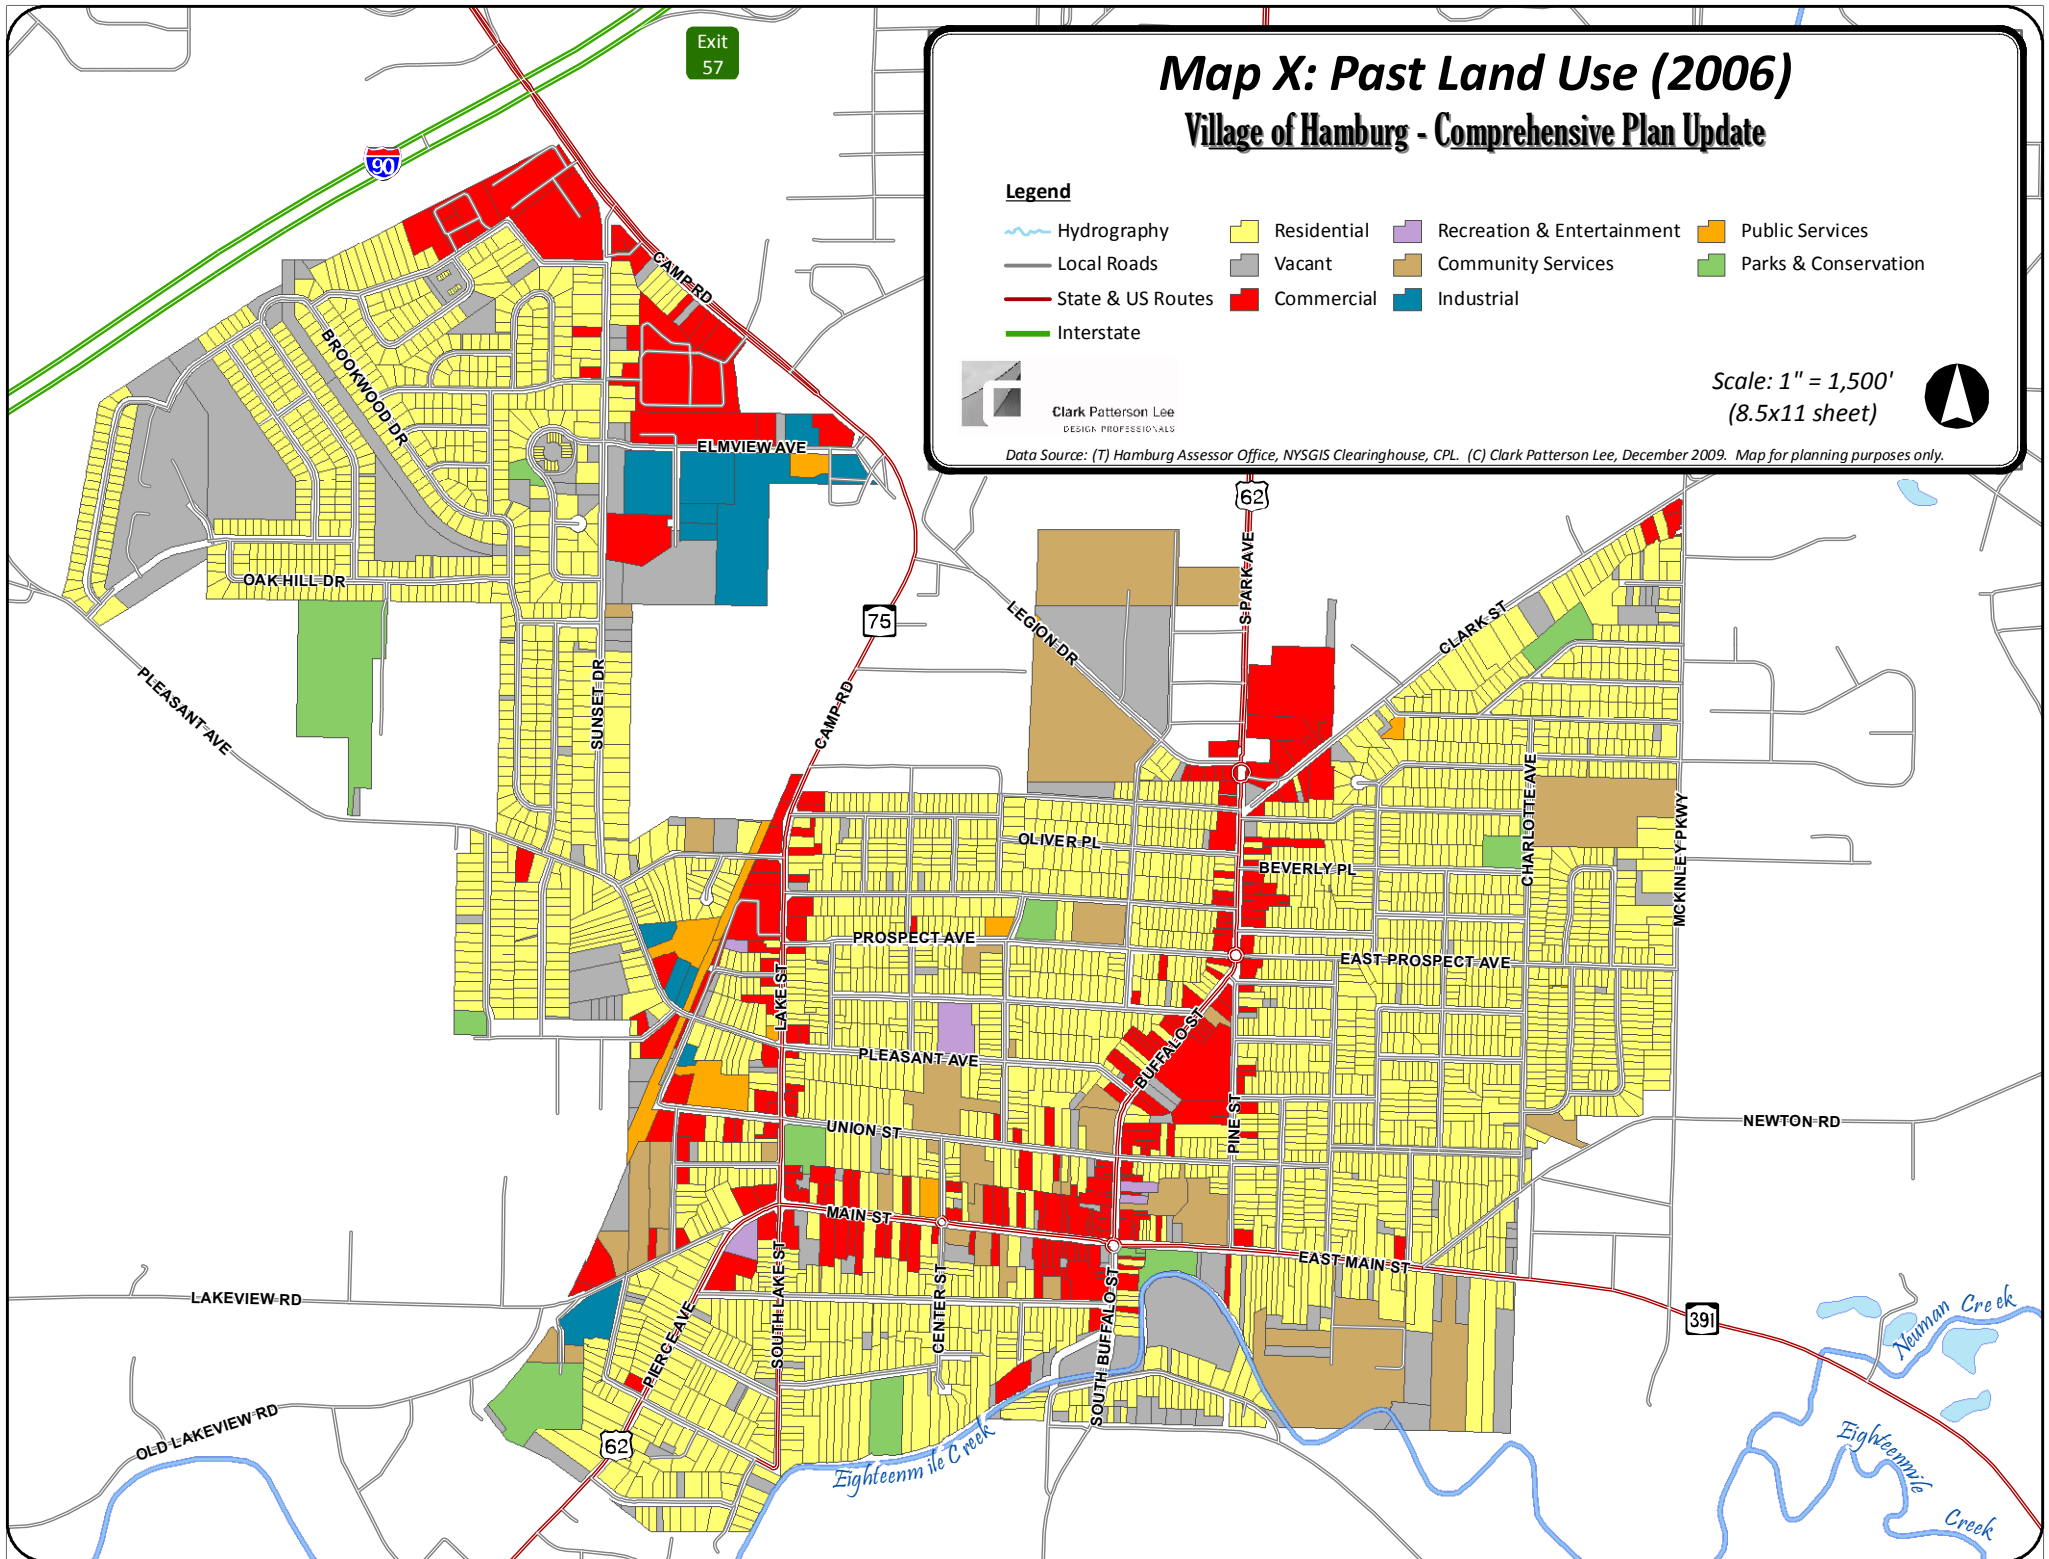 Exit
57
Map X: Past Land Use (2006)
Village of Hamburg - Comprehensive Plan Update
Legend
Hydrography
Local Roads
State & US Routes
Interstate
Residential
Vacant
Commercial
Recreation & Entertainment
Community Services
Industrial
Public Services
Parks & Conservation
Clark Patterson Lee
DESIGN PROFESSIONALS
Scale: 1" = 1,500'
(8.5x11 sheet)
Data Source: (T) Hamburg Assessor Office, NYSGIS Clearinghouse, CPL. (C) Clark Patterson Lee, December 2009. Map for planning purposes only.
90
CAMP RD
BROOKWOOD DR
ELMVIEW AVE
62
S PARK AVE
OAK HILL DR
75
LEGION DR
CLARK ST
PLEASANT AVE
SUNSET DR
CAMP RD
CHARLOTTE AVE
MCKINLEY PKWY
OLIVER PL
BEVERLY PL
PROSPECT AVE
EAST PROSPECT AVE
LAKE ST
BUFFALO ST
PLEASANT AVE
PINE ST
UNION ST
NEWTON RD
MAIN ST
EAST MAIN ST
LAKEVIEW RD
PIERCE AVE
SOUTH LAKE ST
CENTER ST
SOUTH BUFFALO ST
391
Neuman Creek
OLD LAKEVIEW RD
62
Eighteenmile Creek
Eighteenmile
Creek